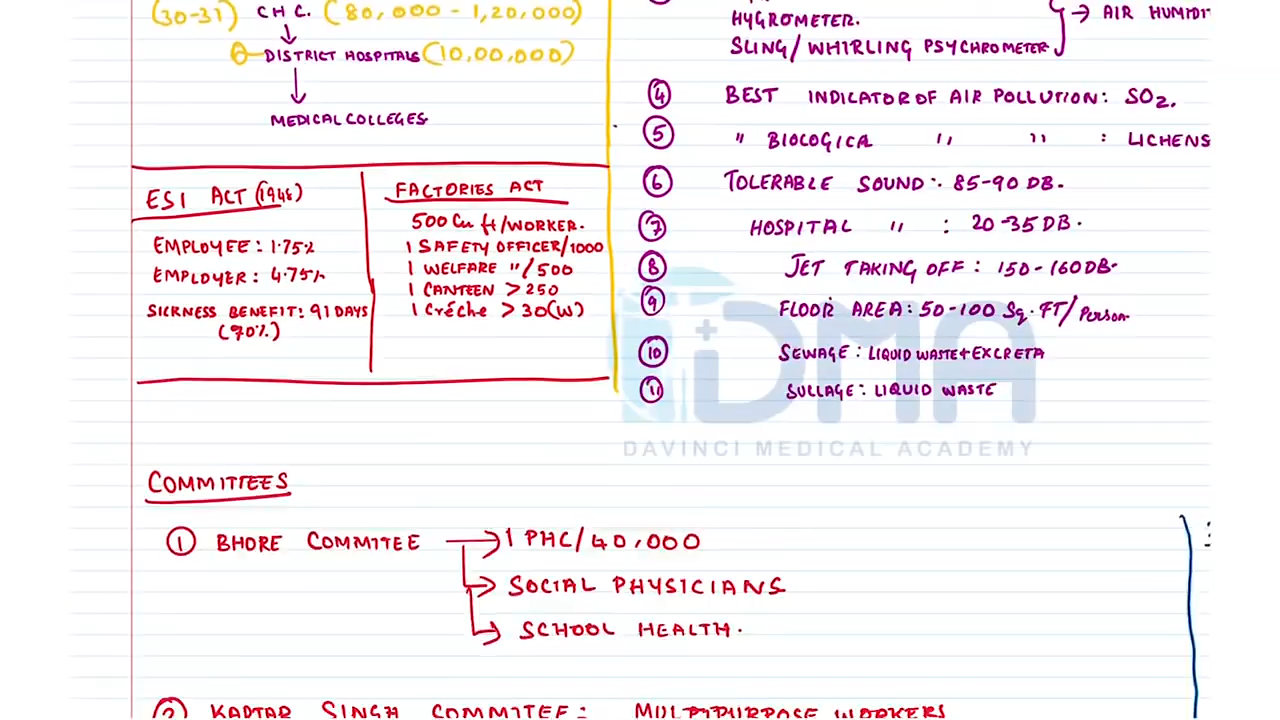 (30-31) CHC. (80,000 - 1,20,000)
DISTRICT HOSPITALS (10,00,000)
MEDICAL COLLEGES
ESI ACT (1948)
EMPLOYEE: 1.75%
EMPLOYER: 4.75%
SICKNESS BENEFIT: 91 DAYS
(70%)
FACTORIES ACT
500 Cu ft/WORKER.
1 SAFETY OFFICER/1000
1 WELFARE "/500
1 CANTEEN > 250
1 Créche > 30(W)
HYGROMETER.
SLING/WHIRLING PSYCHROMETER
→ AIR HUMIDI
④ BEST INDICATOR OF AIR POLLUTION: SO2.
⑤ " BIOLOGICA " " : LICHENS
⑥ TOLERABLE SOUND: 85-90 DB.
⑦ HOSPITAL " : 20-35 DB.
⑧ JET TAKING OFF: 150-160 DB.
⑨ FLOOR AREA: 50-100 Sq. FT/Person
⑩ SEWAGE: LIQUID WASTE + EXCRETA
⑪ SULLAGE: LIQUID WASTE
DMA
DAVINCI MEDICAL ACADEMY
COMMITTEES
① BHORE COMMITEE → 1 PHC/40,000
→ SOCIAL PHYSICIANS
→ SCHOOL HEALTH.
② KARTAR SINGH COMMITEE: MULTIPURPOSE WORKERS